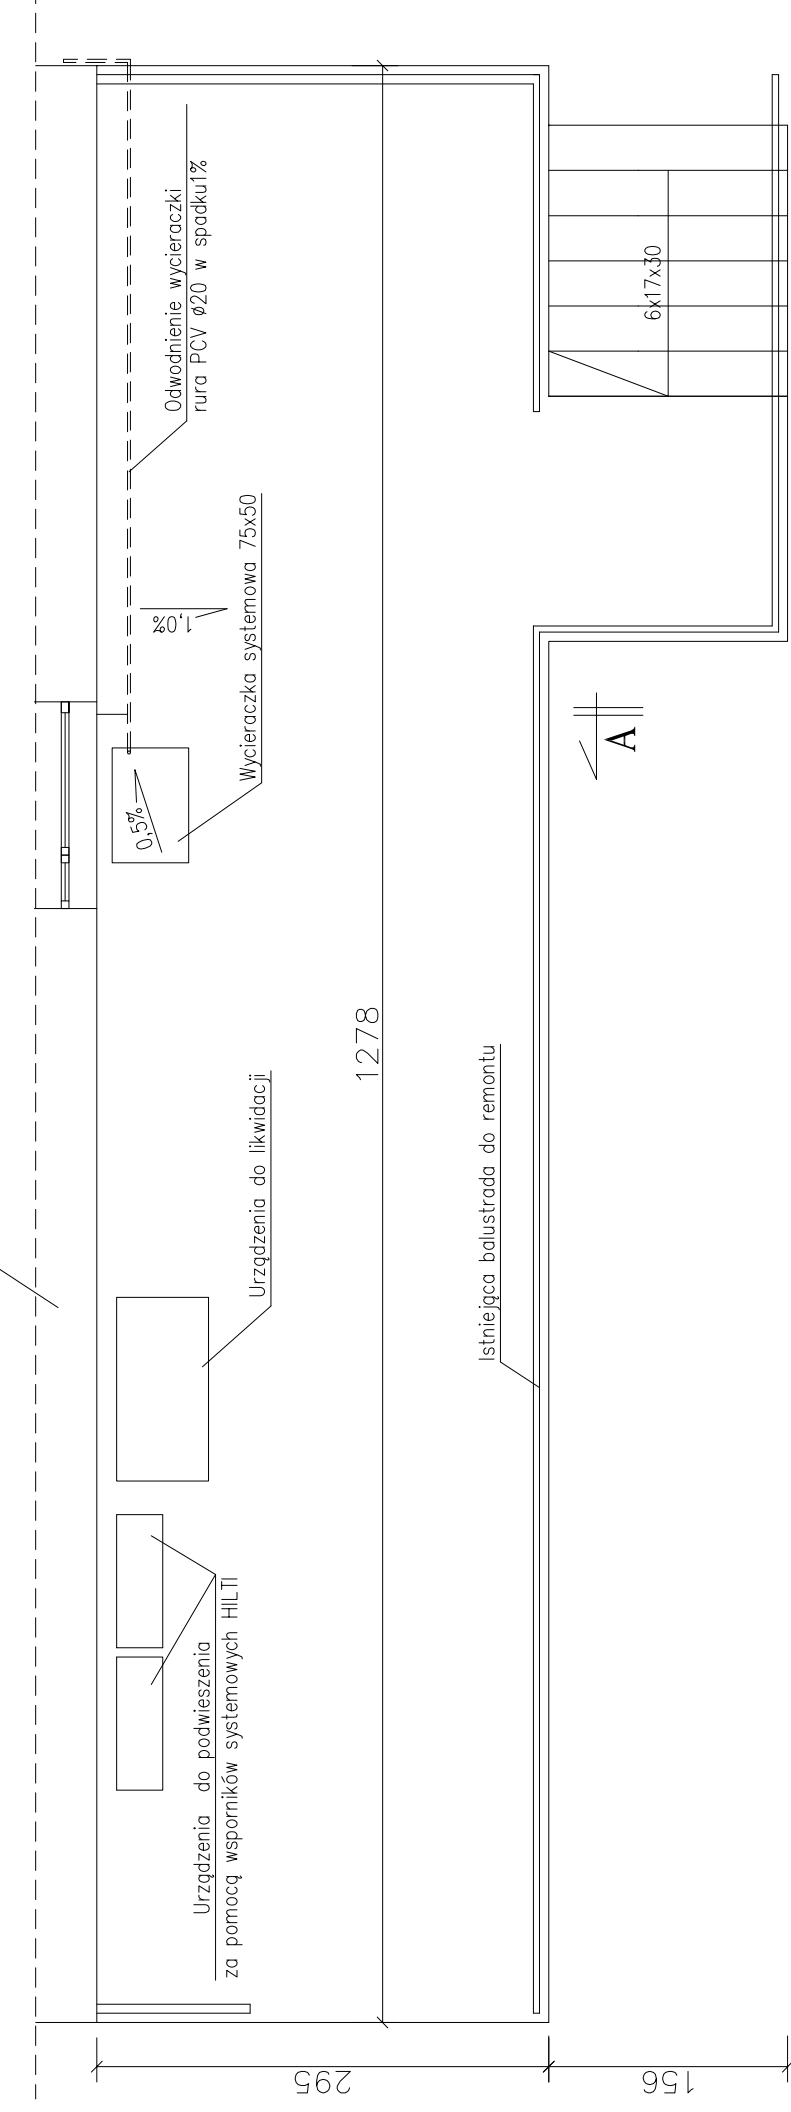 Odwodnienie wycieraczki
rura PCV ø20 w spadku1%
6x17x30
1,0%
Wycieraczka systemowa 75x50
0,5%
A
1278
Urządzenia do likwidacji
Istniejąca balustrada do remontu
Urządzenia do podwieszenia
za pomocą wsporników systemowych HILTI
295
156